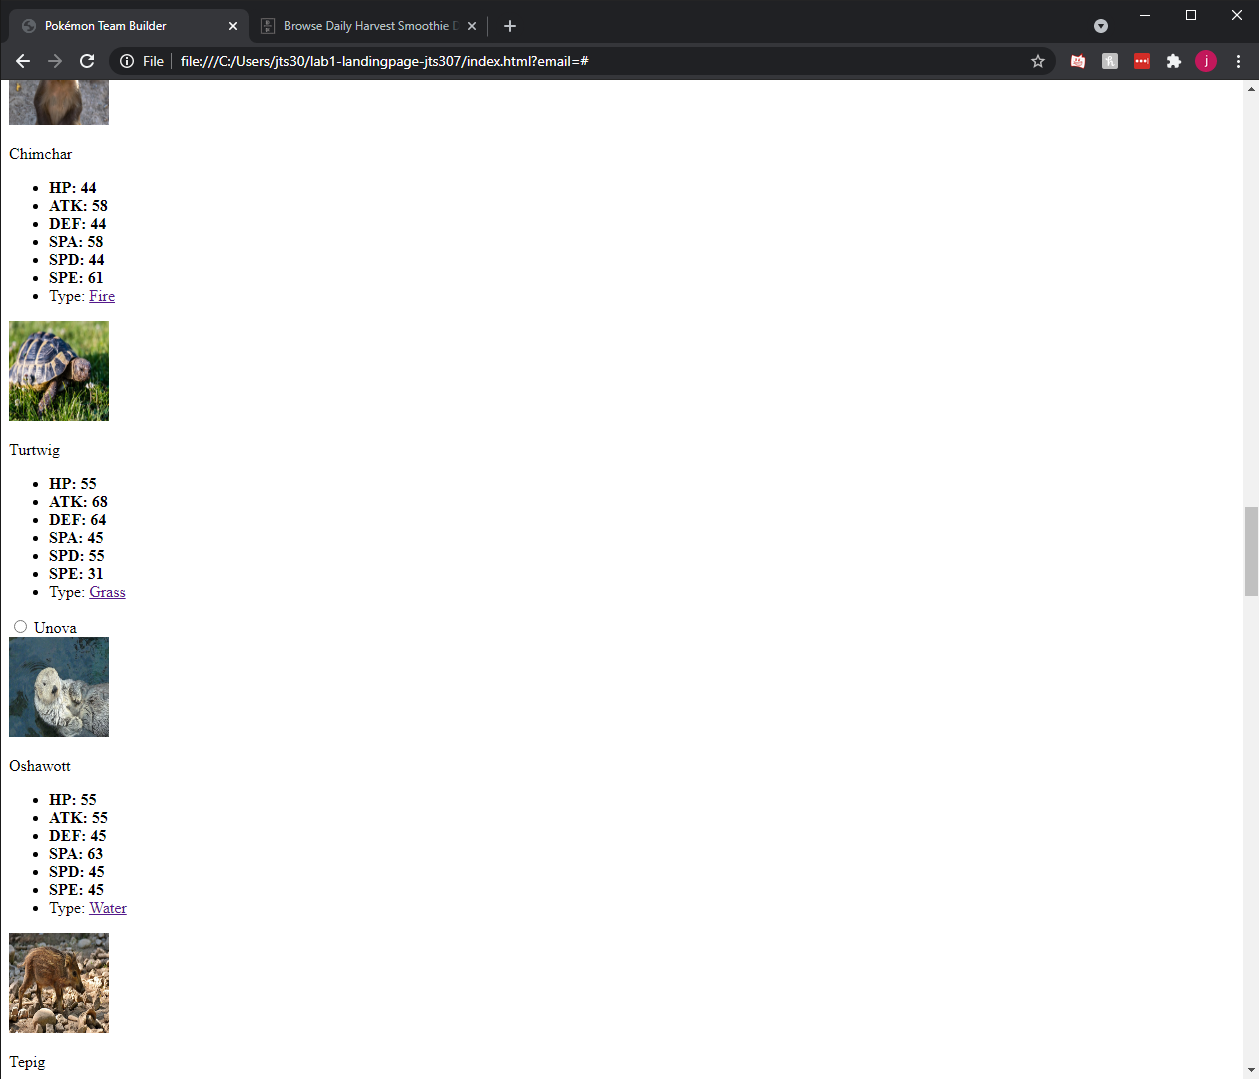 Pokémon Team Builder
Browse Daily Harvest Smoothie
File
file:///C:/Users/jts30/lab1-landingpage-jts307/index.html?email=#
j
Chimchar
HP: 44
ATK: 58
DEF: 44
SPA: 58
SPD: 44
SPE: 61
Type: Fire
Turtwig
HP: 55
ATK: 68
DEF: 64
SPA: 45
SPD: 55
SPE: 31
Type: Grass
Unova
Oshawott
HP: 55
ATK: 55
DEF: 45
SPA: 63
SPD: 45
SPE: 45
Type: Water
Tepig